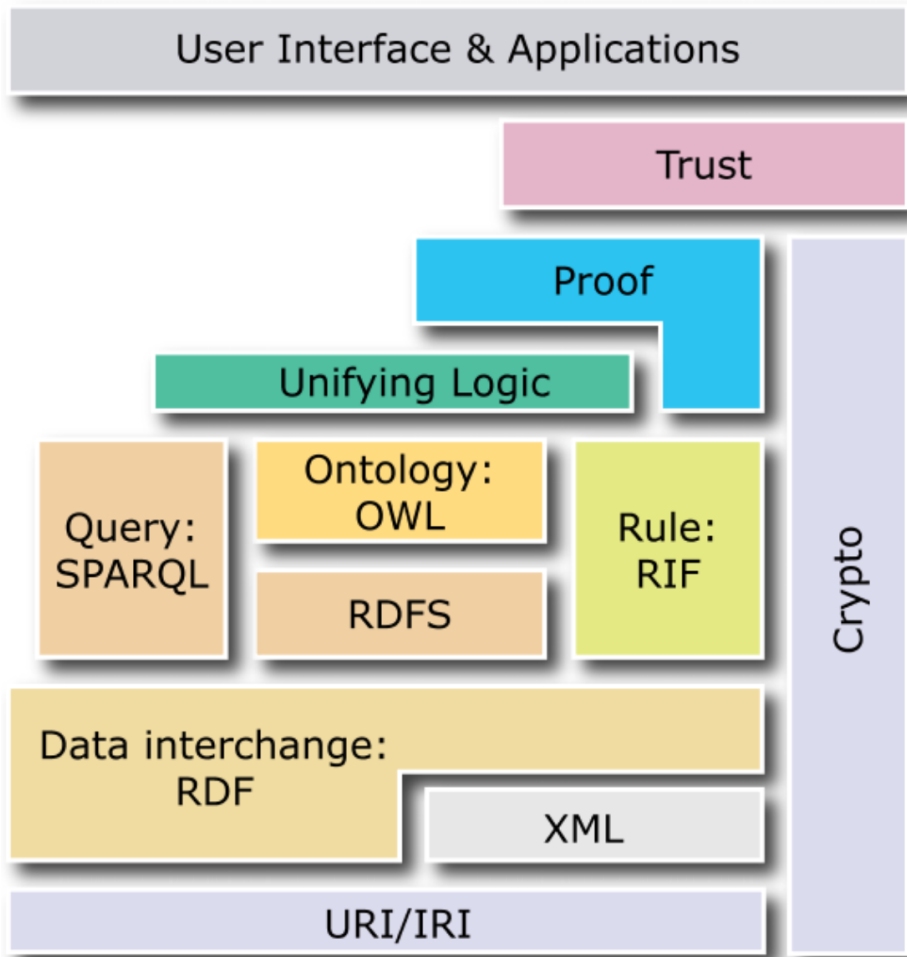 User Interface & Applications
Trust
Proof
Unifying Logic
Ontology:
OWL
Query:
SPARQL
Rule:
RIF
RDFS
Crypto
Data interchange:
RDF
XML
URI/IRI